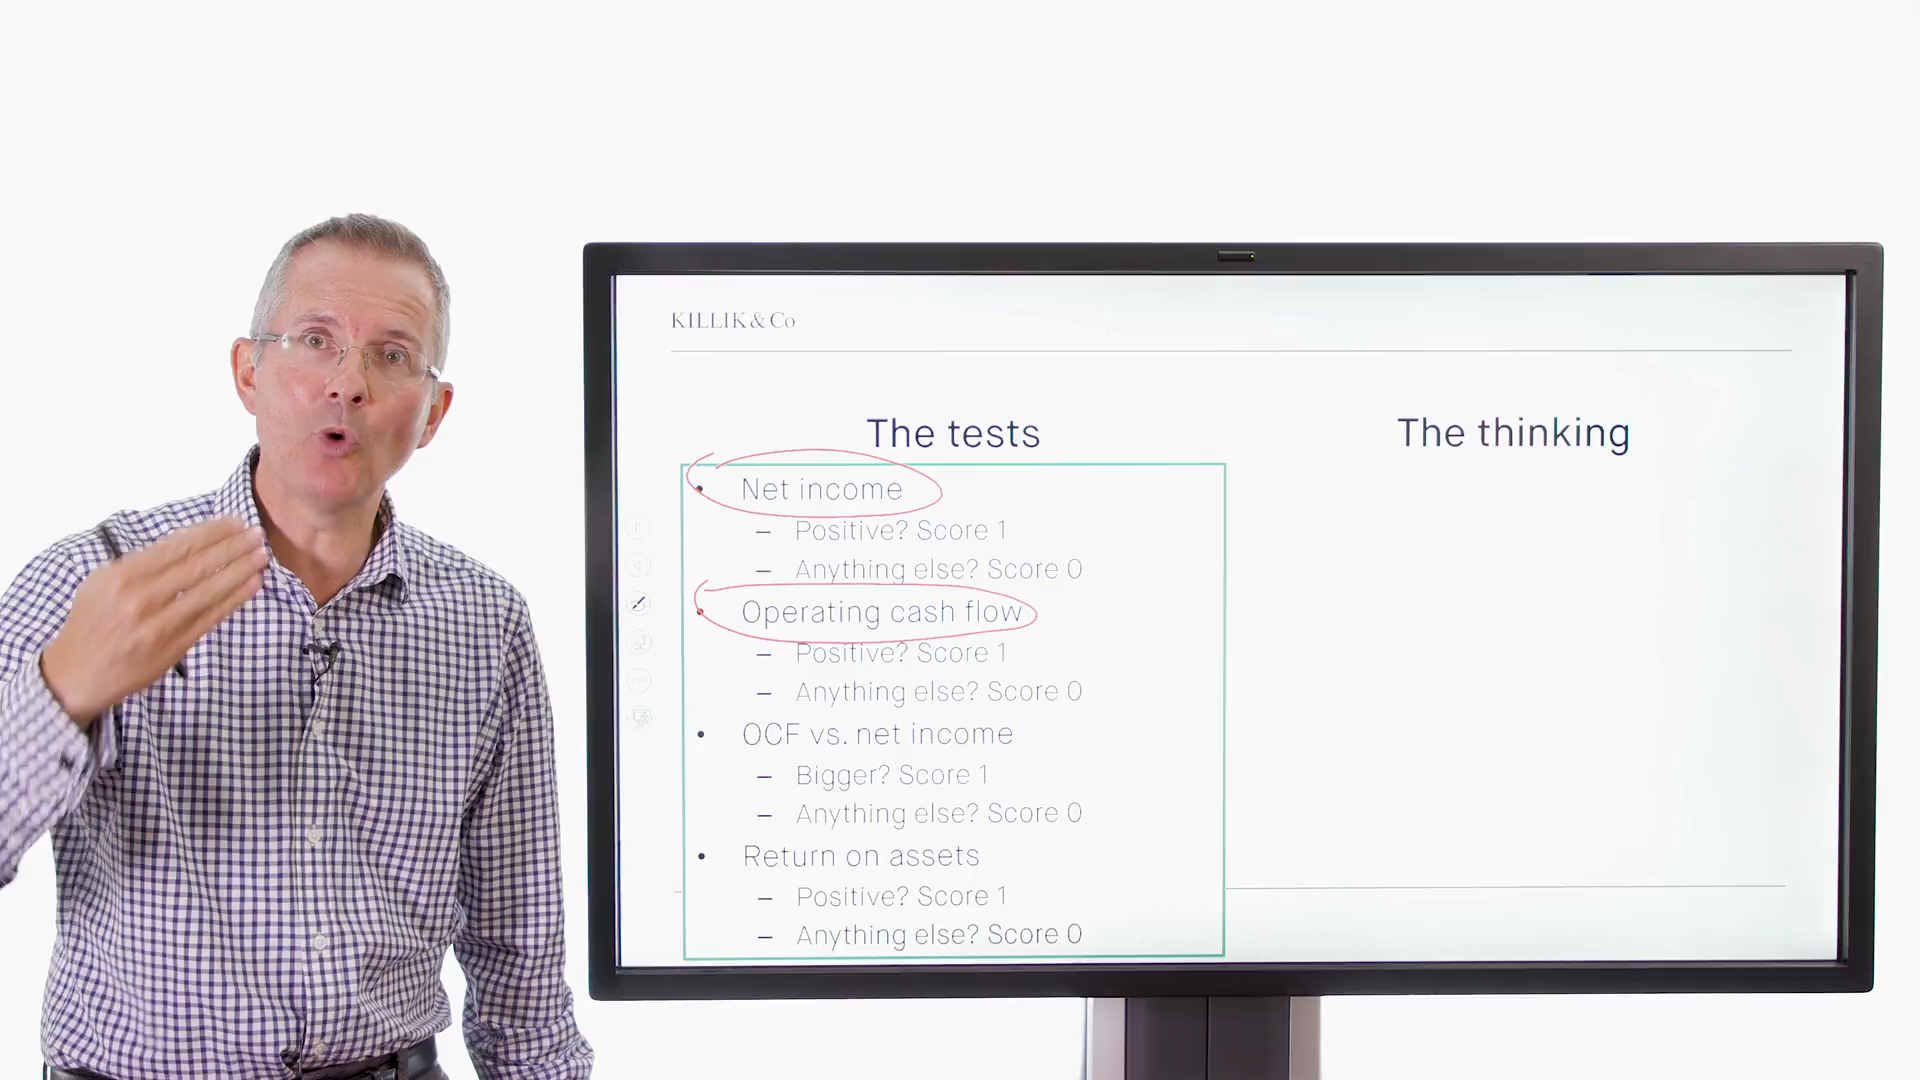 KILLIK & Co
The tests
The thinking
• Net income
– Positive? Score 1
– Anything else? Score 0
• Operating cash flow
– Positive? Score 1
– Anything else? Score 0
• OCF vs. net income
– Bigger? Score 1
– Anything else? Score 0
• Return on assets
– Positive? Score 1
– Anything else? Score 0